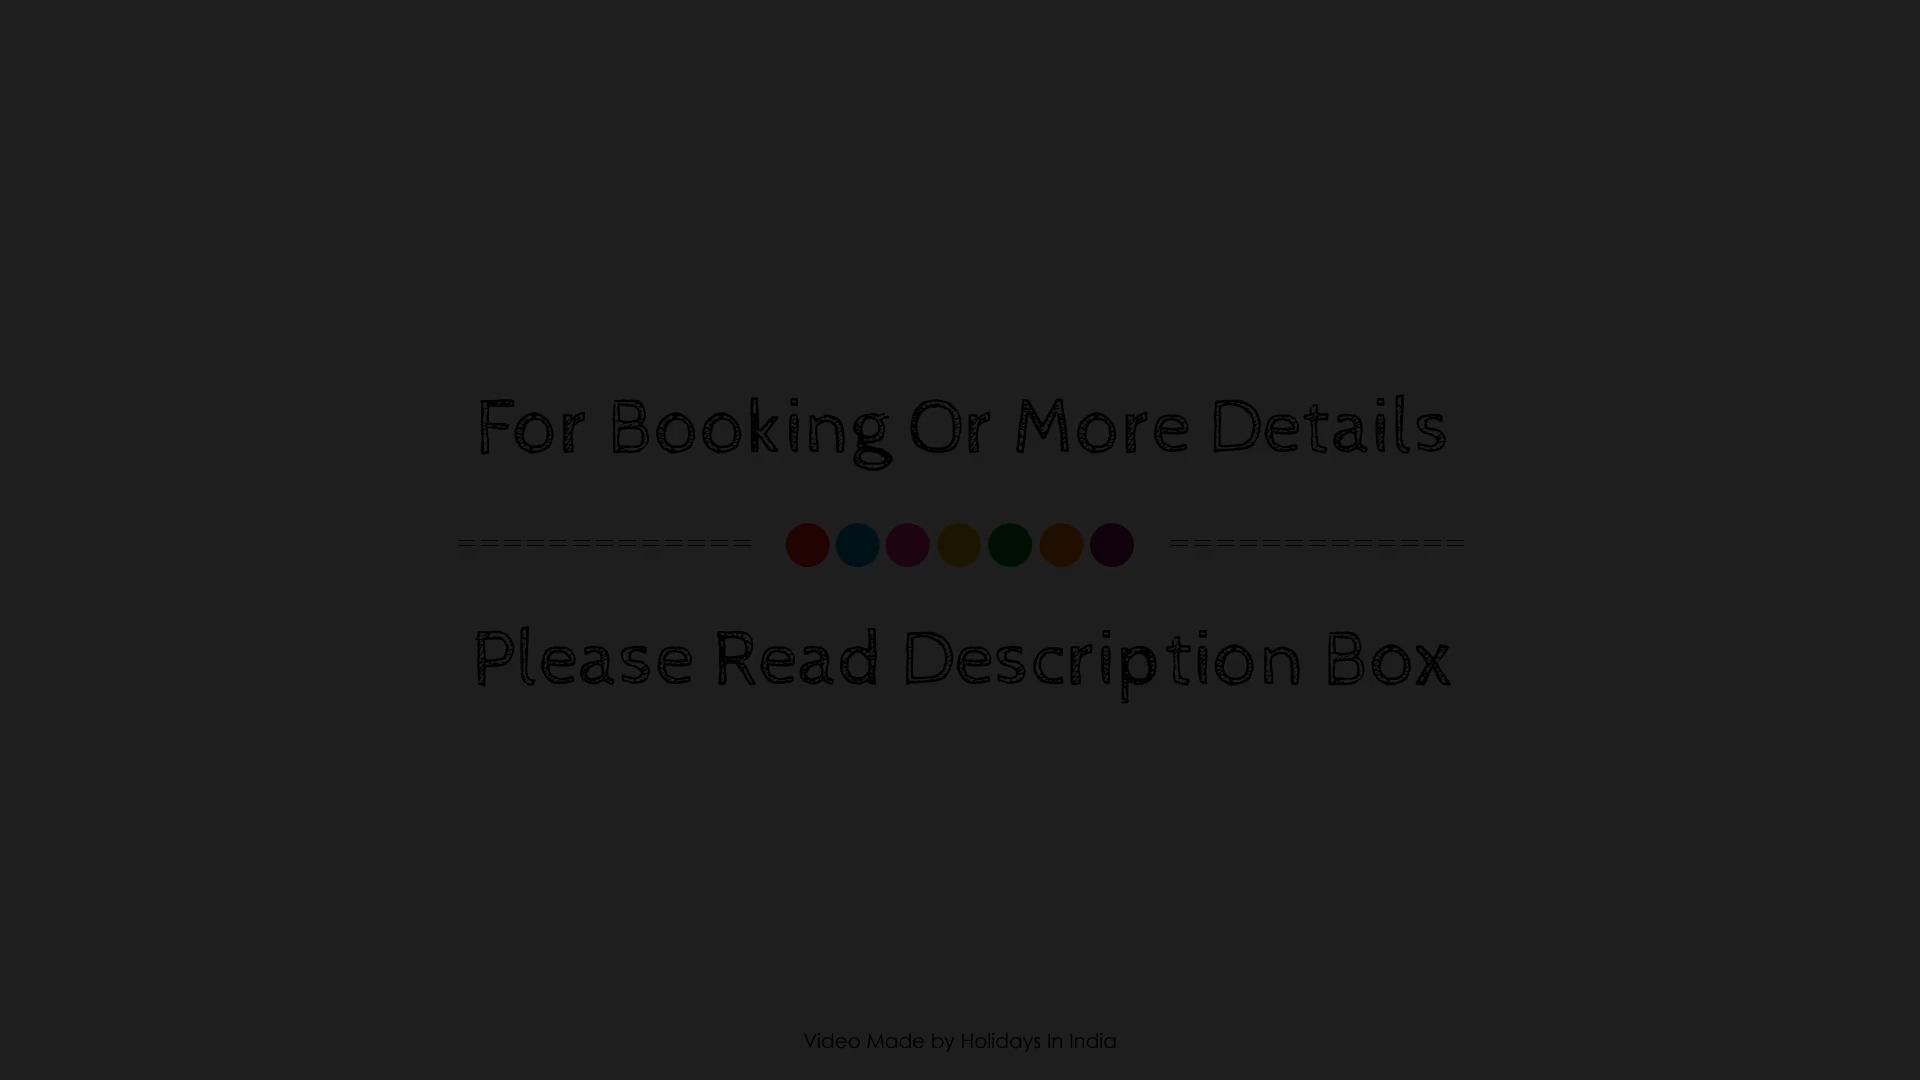 For Booking Or More Details
============= =============
Please Read Description Box
Video Made by Holidays In India